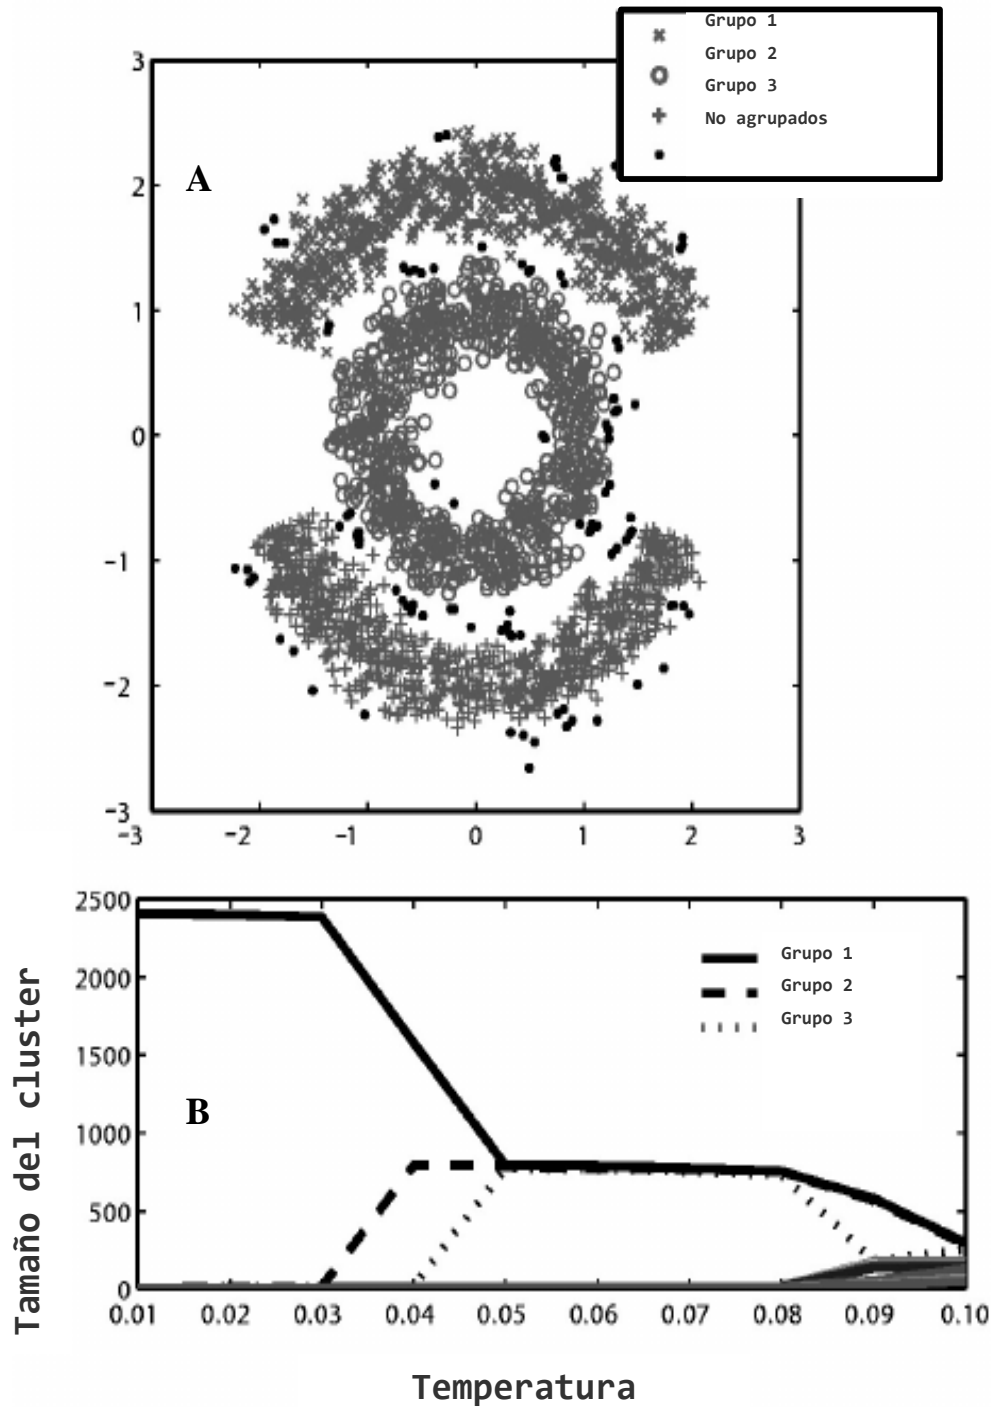 Grupo 1
Grupo 2
Grupo 3
No agrupados
A
3
2
1
0
−1
−2
−3
−3 −2 −1 0 1 2 3
Tamaño del cluster
2500
2000
1500
1000
500
0
Grupo 1
Grupo 2
Grupo 3
B
0.01 0.02 0.03 0.04 0.05 0.06 0.07 0.08 0.09 0.10
Temperatura